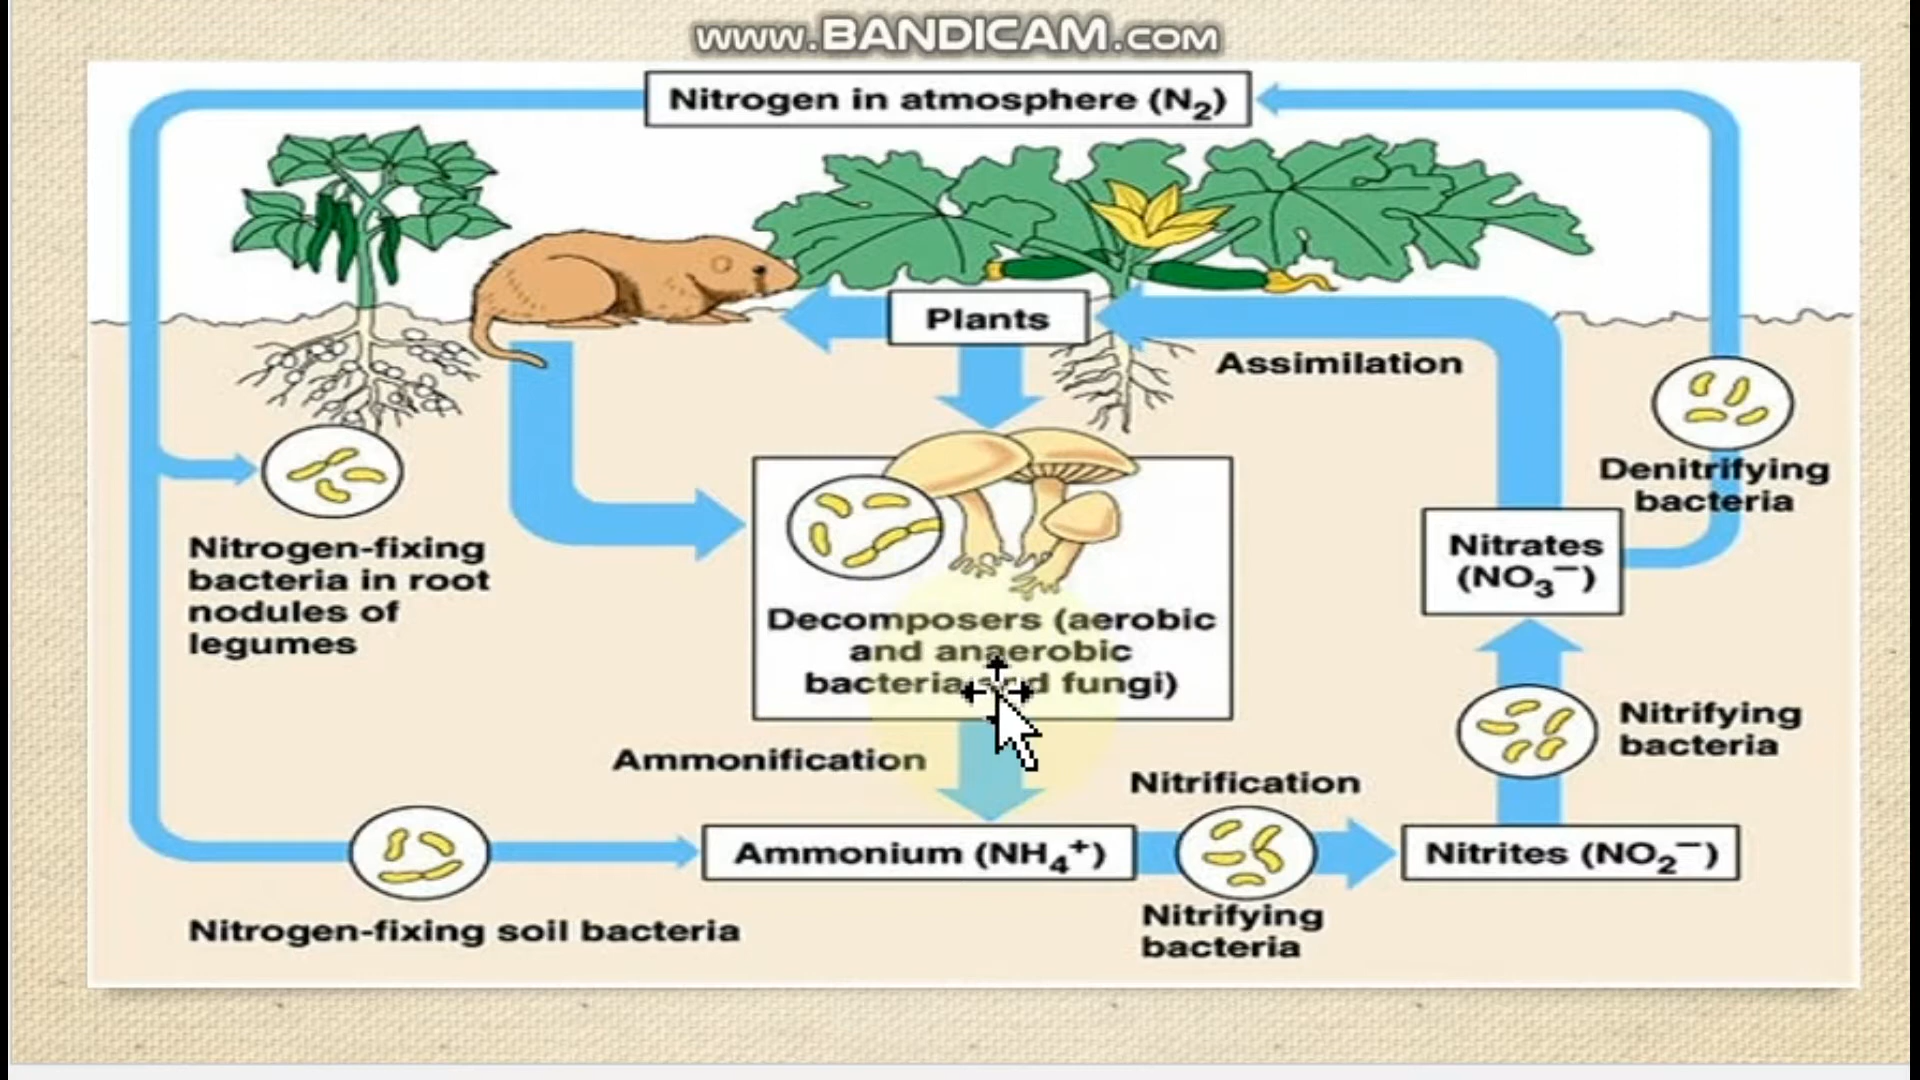 www.BANDICAM.com
Nitrogen in atmosphere (N₂)
Plants
Assimilation
Denitrifying
bacteria
Nitrogen-fixing
bacteria in root
nodules of
legumes
Nitrates
(NO₃⁻)
Decomposers (aerobic
and anaerobic
bacteria and fungi)
Nitrifying
bacteria
Ammonification
Nitrification
Ammonium (NH₄⁺)
Nitrites (NO₂⁻)
Nitrifying
bacteria
Nitrogen-fixing soil bacteria